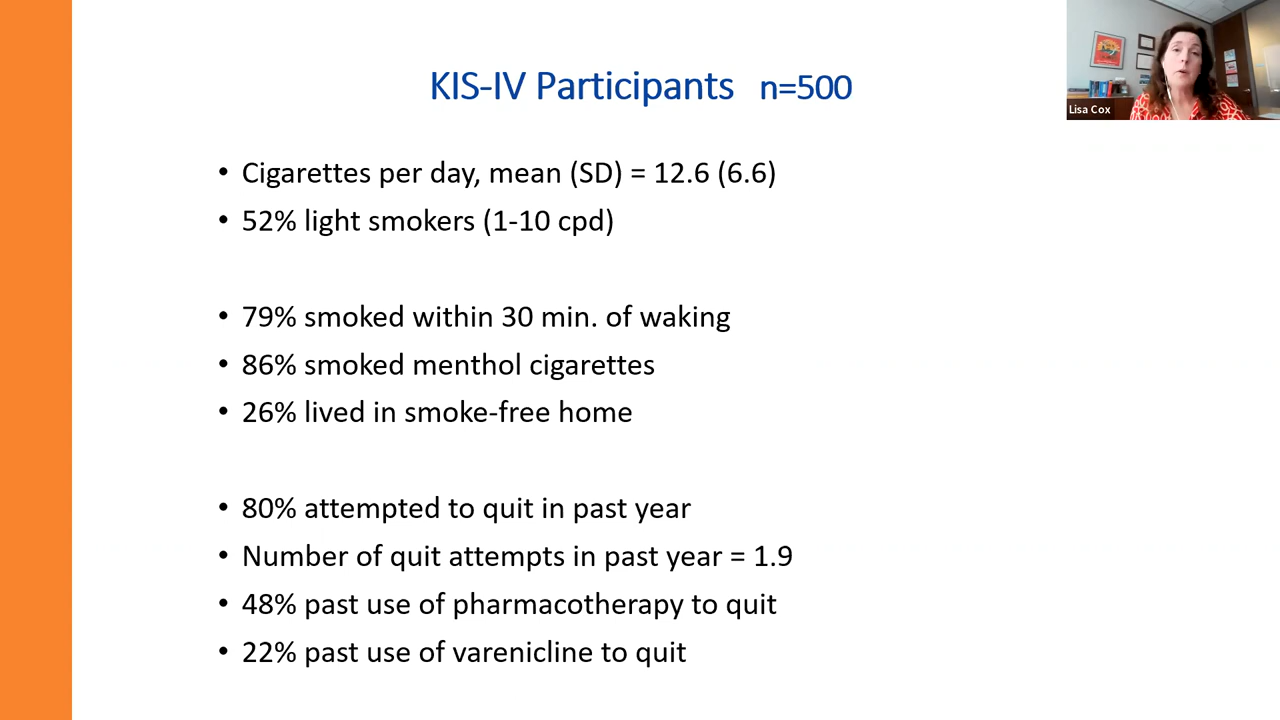 KIS-IV Participants n=500
• Cigarettes per day, mean (SD) = 12.6 (6.6)
• 52% light smokers (1-10 cpd)
• 79% smoked within 30 min. of waking
• 86% smoked menthol cigarettes
• 26% lived in smoke-free home
• 80% attempted to quit in past year
• Number of quit attempts in past year = 1.9
• 48% past use of pharmacotherapy to quit
• 22% past use of varenicline to quit
Lisa Cox